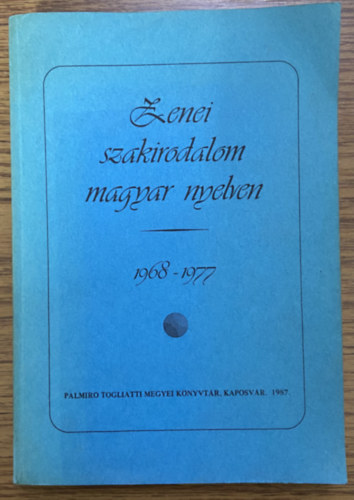 Zenei
szakirodalom
magyar nyelven
1968-1977
PALMIRO TOGLIATTI MEGYEI KÖNYVTÁR, KAPOSVÁR. 1987.